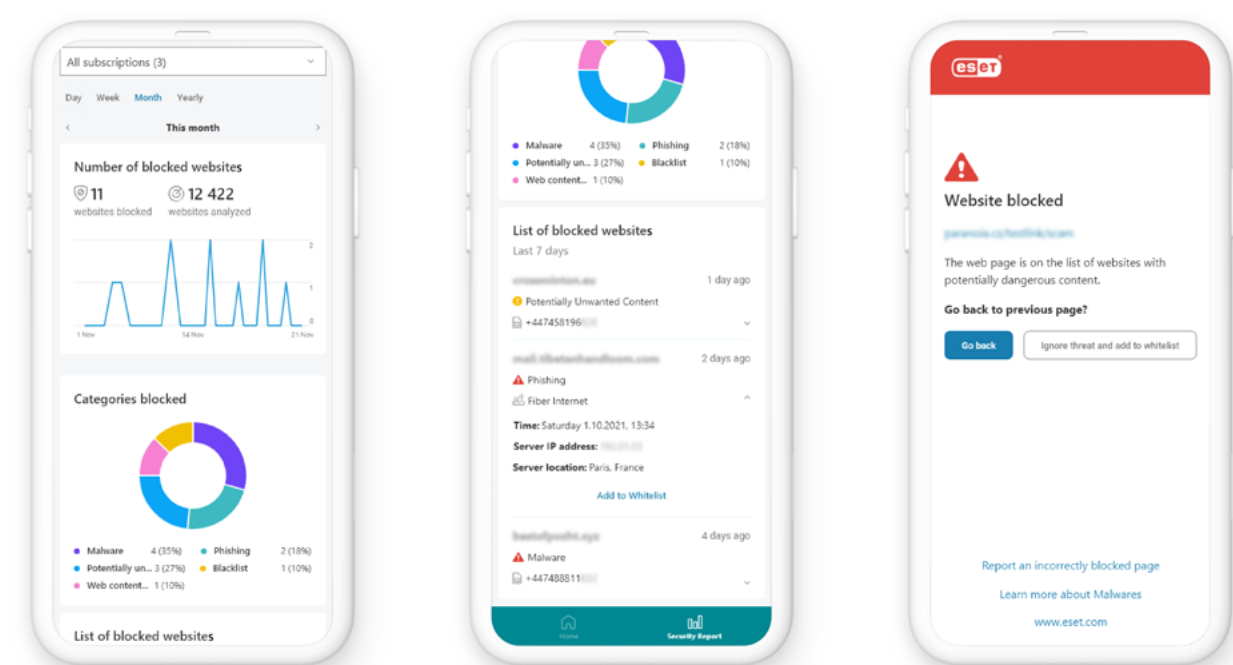 All subscriptions (3)
Day Week Month Yearly
This month
Number of blocked websites
11 12 422
websites blocked websites analyzed
2
1
0
1 Nov 14 Nov 21 Nov
Categories blocked
Malware 4 (35%) Phishing 2 (18%)
Potentially un... 3 (27%) Blacklist 1 (10%)
Web content... 1 (10%)
List of blocked websites
Malware 4 (35%) Phishing 2 (18%)
Potentially un... 3 (27%) Blacklist 1 (10%)
Web content... 1 (10%)
List of blocked websites
Last 7 days
1 day ago
Potentially Unwanted Content
+447458196
2 days ago
Phishing
Fiber Internet
Time: Saturday 1.10.2021, 13:34
Server IP address:
Server location: Paris, France
Add to Whitelist
4 days ago
Malware
+447488811
Home Security Report
eset
Website blocked
The web page is on the list of websites with
potentially dangerous content.
Go back to previous page?
Go back Ignore threat and add to whitelist
Report an incorrectly blocked page
Learn more about Malwares
www.eset.com